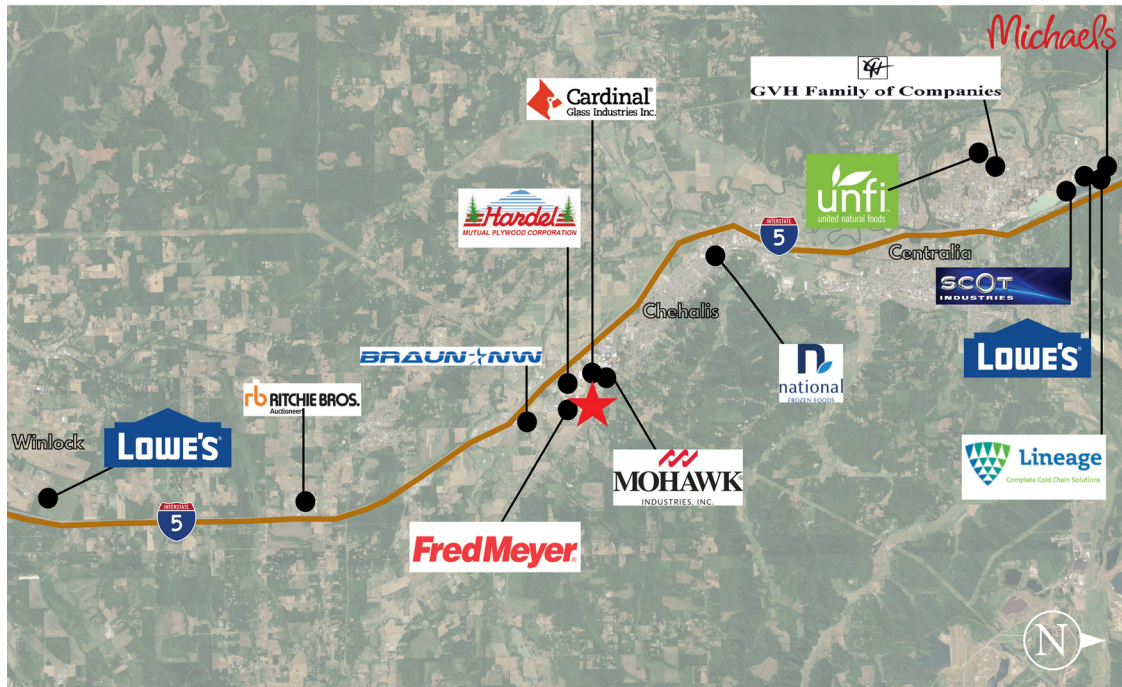 Michaels
GVH Family of Companies
Cardinal®
Glass Industries Inc.
unfi
united natural foods
Hardel
MUTUAL PLYWOOD CORPORATION
INTERSTATE
5
Centralia
SCOT
INDUSTRIES
Chehalis
LOWE'S®
BRAUN NW
n
national
FROZEN FOODS
rb RITCHIE BROS.
Auctioneers
Winlock
LOWE'S®
Lineage
Complete Cold Chain Solutions
MOHAWK®
INDUSTRIES, INC.
INTERSTATE
5
FredMeyer®
N